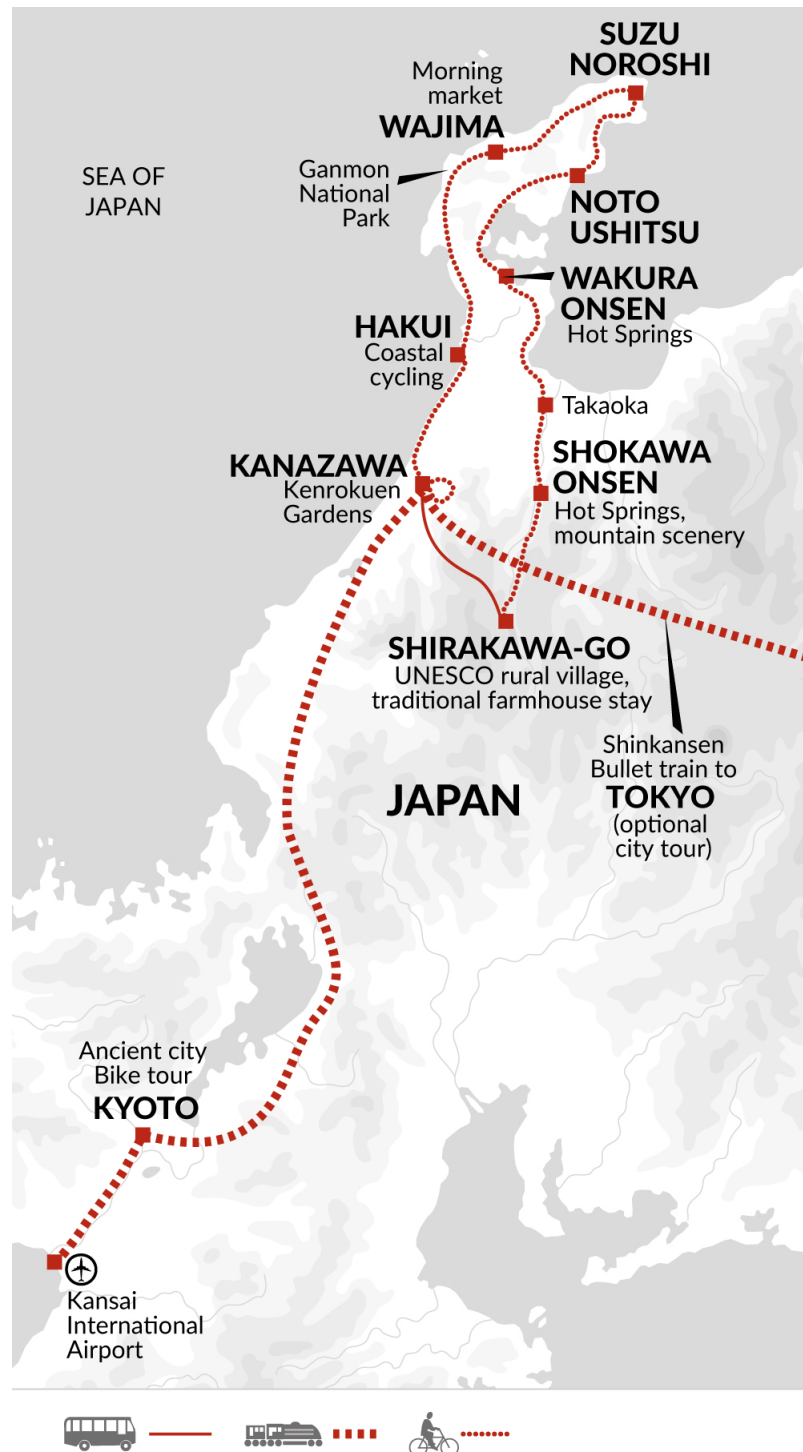 SUZU
NOROSHI
Morning
market
WAJIMA
SEA OF
JAPAN
Ganmon
National
Park
NOTO
USHITSU
WAKURA
ONSEN
Hot Springs
HAKUI
Coastal
cycling
Takaoka
KANAZAWA
Kenrokuen
Gardens
SHOKAWA
ONSEN
Hot Springs,
mountain scenery
SHIRAKAWA-GO
UNESCO rural village,
traditional farmhouse stay
Shinkansen
Bullet train to
TOKYO
(optional
city tour)
JAPAN
Ancient city
Bike tour
KYOTO
Kansai
International
Airport